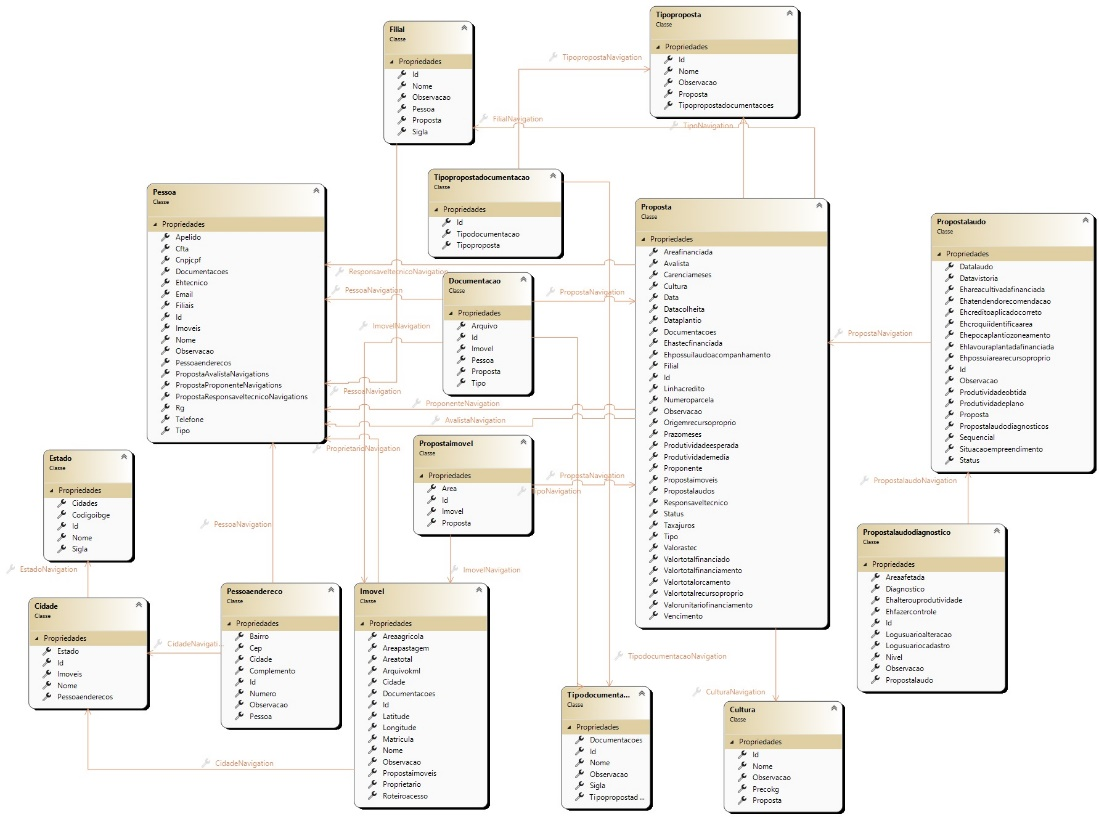 Filial
Classe
Propriedades
Id
Nome
Observacao
Pessoa
Proposta
Sigla
Tipoproposta
Classe
Propriedades
Id
Nome
Observacao
Proposta
Tipopropostadocumentacoes
TipopropostaNavigation
FilialNavigation
TipoNavigation
Tipopropostadocumentacao
Classe
Propriedades
Id
Tipodocumentacao
Tipoproposta
Pessoa
Classe
Propriedades
Apelido
Cfta
Cnpjcpf
Documentacoes
Ehtecnico
Email
Filiais
Id
Imoveis
Nome
Observacao
Pessoaenderecos
PropostaAvalistaNavigations
PropostaProponenteNavigations
PropostaResponsaveltecnicoNavigations
Rg
Telefone
Tipo
ResponsaveltecnicoNavigation
PessoaNavigation
ImovelNavigation
PessoaNavigation
ProponenteNavigation
AvalistaNavigation
ProprietarioNavigation
Documentacao
Classe
Propriedades
Arquivo
Id
Imovel
Pessoa
Proposta
Tipo
PropostaNavigation
Proposta
Classe
Propriedades
Areafinanciada
Avalista
Carenciameses
Cultura
Data
Datacolheita
Dataplantio
Documentacoes
Ehastecfinanciada
Ehpossuilaudoacompanhamento
Filial
Id
Linhacredito
Numeroparcela
Observacao
Origemrecursoproprio
Prazomeses
Produtividadeesperada
Produtividademedia
Proponente
Propostaimoveis
Propostalaudos
Responsaveltecnico
Status
Taxajuros
Tipo
Valorastec
Valortotalfinanciado
Valortotalfinanciamento
Valortotalorcamento
Valortotalrecursoproprio
Valorunitariofinanciamento
Vencimento
PropostaNavigation
Propostalaudo
Classe
Propriedades
Datalaudo
Datavistoria
Ehareacultivadafinanciada
Ehatendendorecomendacao
Ehcreditoaplicadocorreto
Ehcroquiidentificaarea
Ehepocaplantiozoneamento
Ehlavouraplantadafinanciada
Ehpossuiarearecursoproprio
Id
Observacao
Produtividadeobtida
Produtividadeplano
Proposta
Propostalaudodiagnosticos
Sequencial
Situacaoempreendimento
Status
PropostalaudoNavigation
Propostaimovel
Classe
Propriedades
Area
Id
Imovel
Proposta
PropostaNavigation
TipoNavigation
ImovelNavigation
Estado
Classe
Propriedades
Cidades
Codigoibge
Id
Nome
Sigla
EstadoNavigation
PessoaNavigation
Propostalaudodiagnostico
Classe
Propriedades
Areaafetada
Diagnostico
Ehalterouprodutividade
Ehfazercontrole
Id
Logusuarioalteracao
Logusuariocadastro
Nivel
Observacao
Propostalaudo
Cidade
Classe
Propriedades
Estado
Id
Imoveis
Nome
Pessoaenderecos
CidadeNavigati...
Pessoaendereco
Classe
Propriedades
Bairro
Cep
Cidade
Complemento
Id
Numero
Observacao
Pessoa
CidadeNavigation
Imovel
Classe
Propriedades
Areaagricola
Areapastagem
Areatotal
Arquivokml
Cidade
Documentacoes
Id
Latitude
Longitude
Matricula
Nome
Observacao
Propostaimoveis
Proprietario
Roteiroacesso
TipodocumentacaoNavigation
Tipodocumenta...
Classe
Propriedades
Documentacoes
Id
Nome
Observacao
Sigla
Tipopropostad...
CulturaNavigation
Cultura
Classe
Propriedades
Id
Nome
Observacao
Precokg
Proposta